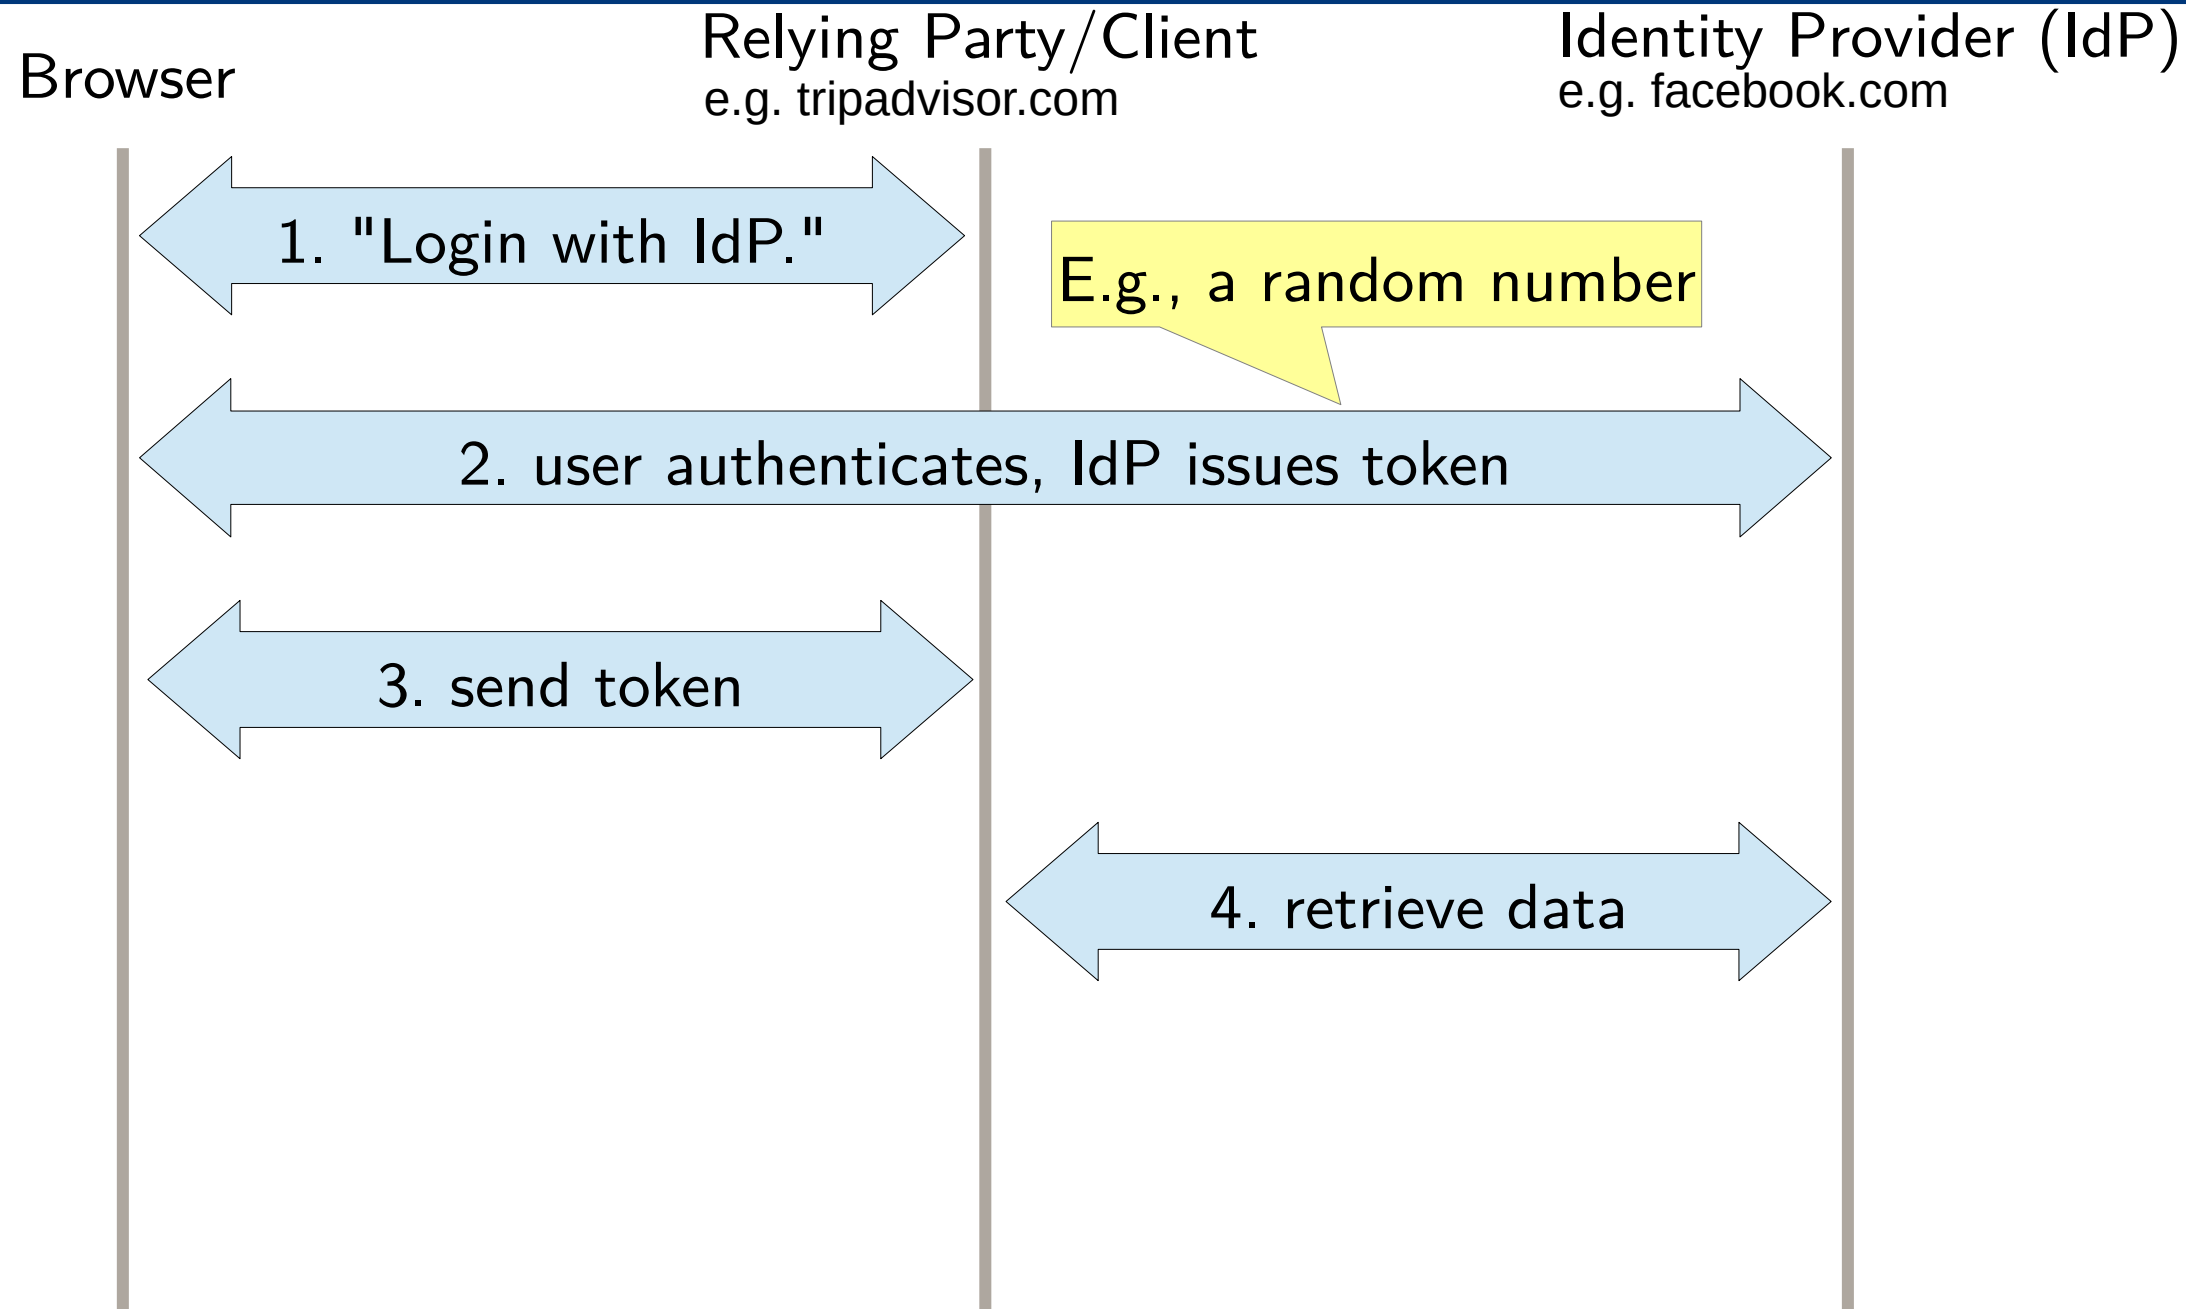 Browser
Relying Party/Client
e.g. tripadvisor.com
Identity Provider (IdP)
e.g. facebook.com
1. "Login with IdP."
E.g., a random number
2. user authenticates, IdP issues token
3. send token
4. retrieve data